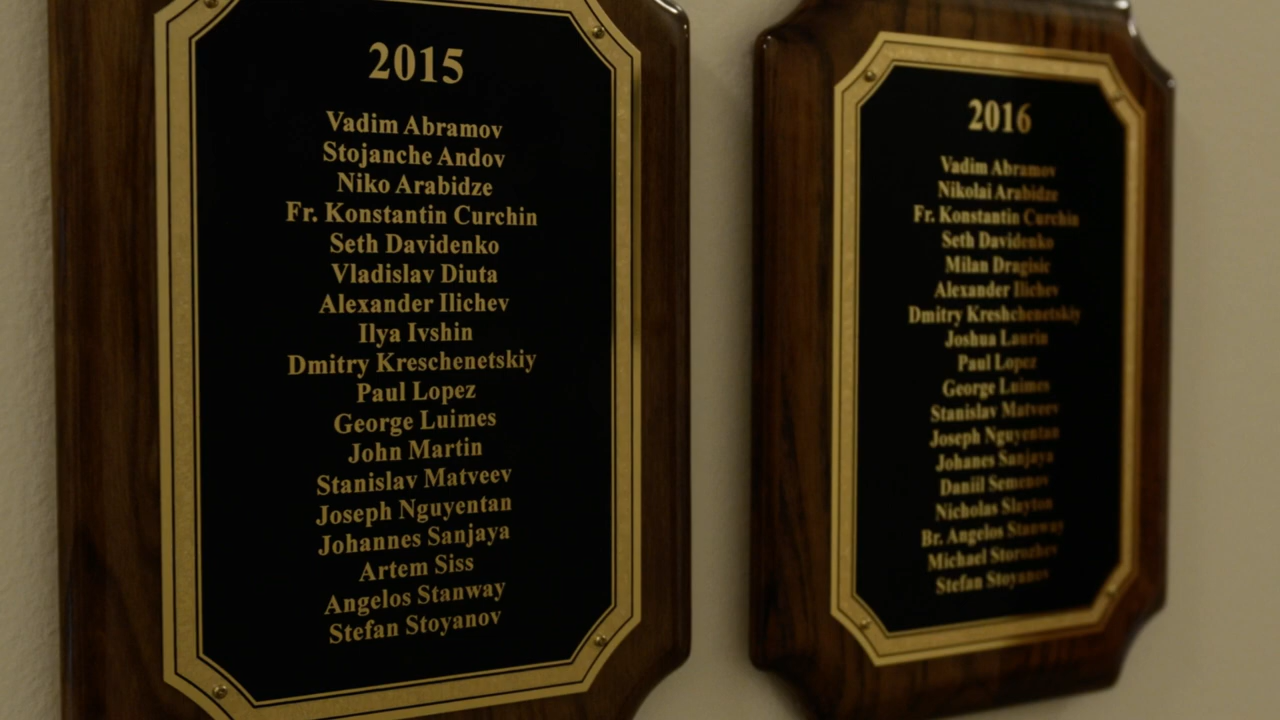 2015
Vadim Abramov
Stojanche Andov
Niko Arabidze
Fr. Konstantin Curchin
Seth Davidenko
Vladislav Diuta
Alexander Ilichev
Ilya Ivshin
Dmitry Kreschenetskiy
Paul Lopez
George Luimes
John Martin
Stanislav Matveev
Joseph Nguyentan
Johannes Sanjaya
Artem Siss
Angelos Stanway
Stefan Stoyanov
2016
Vadim Abramov
Nikolai Arabidze
Fr. Konstantin Curchin
Seth Davidenko
Milan Dragisic
Alexander Ilichev
Dmitry Kreshchenetskiy
Joshua Laurin
Paul Lopez
George Luimes
Stanislav Matveev
Joseph Nguyentan
Johanes Sanjaya
Daniil Semenov
Nicholas Slayton
Br. Angelos Stanway
Michael Storozhev
Stefan Stoyanov